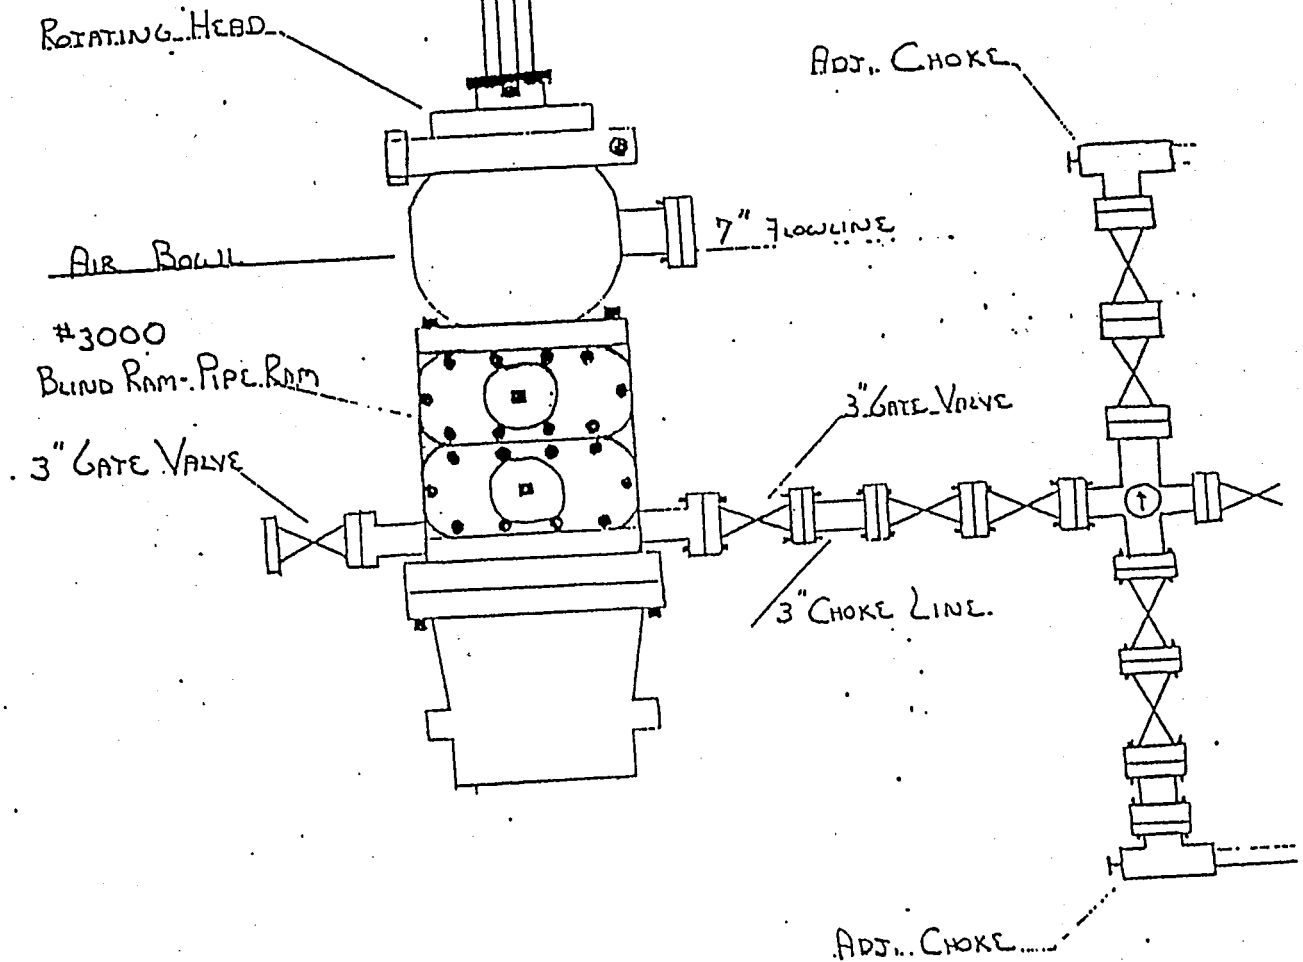 ROTATING HEAD
ADJ. CHOKE
7" FLOWLINE
AIR BOWL
#3000
BLIND RAM-PIPE RAM
3" GATE VALVE
3" GATE VALVE
3" CHOKE LINE.
ADJ. CHOKE